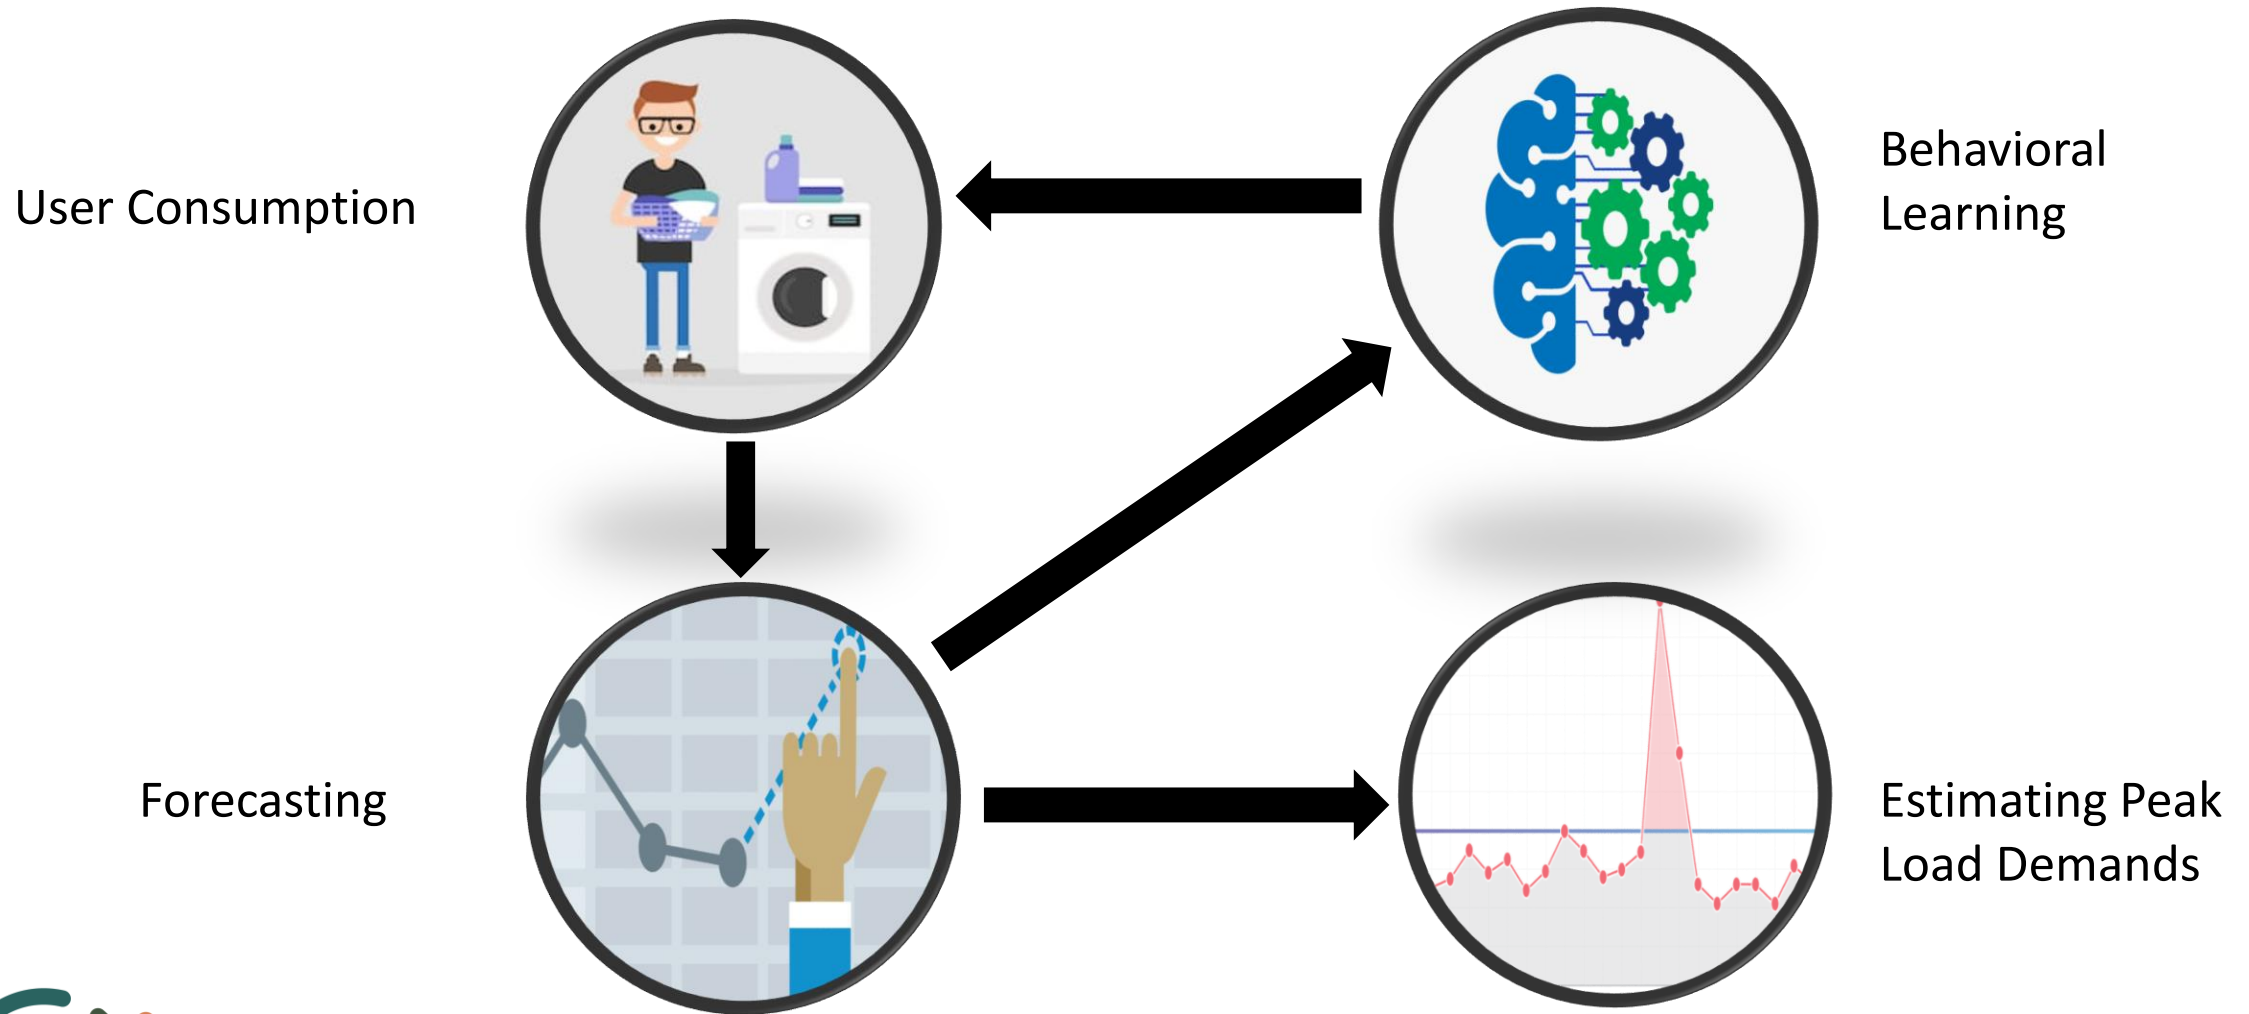 User Consumption
Behavioral
Learning
Forecasting
Estimating Peak
Load Demands